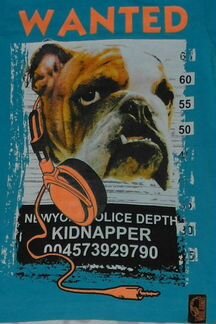 WANTED
60
55
50
NEWYO POLICE DEPTH
KIDNAPPER
004573929790